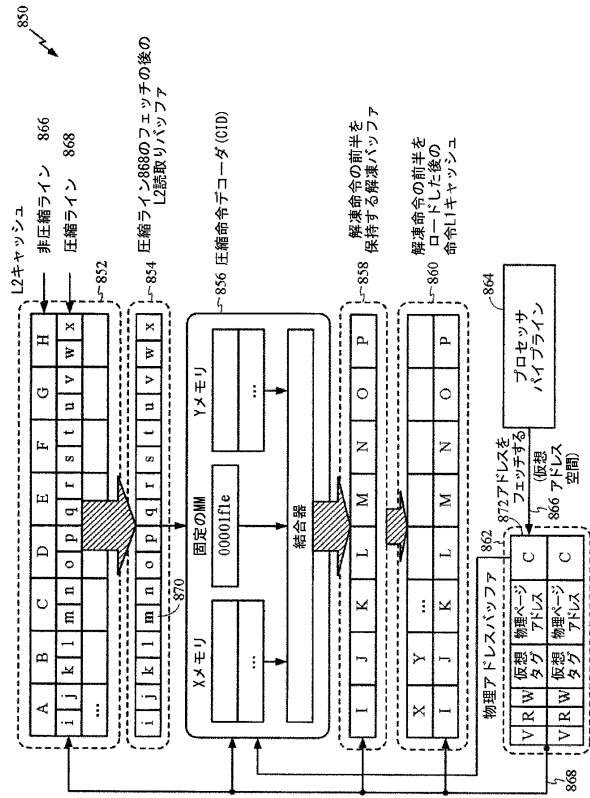 850
L2キャッシュ
非圧縮ライン 866
圧縮ライン 868
A B C D E F G H
i j k l m n o p q r s t u v w x
...
852
圧縮ライン868のフェッチの後の
L2読取りバッファ
854
i j k l m n o p q r s t u v w x
870
856 圧縮命令デコーダ(CID)
Xメモリ
...
固定のMM
00001f1e
Yメモリ
...
結合器
解凍命令の前半を
保持する解凍バッファ
858
I J K L M N O P
解凍命令の前半を
ロードした後の
命令L1キャッシュ
860
X Y ...
I J K L M N O P
物理アドレスバッファ
862
V R W 仮想タグ 物理ページアドレス C
V R W 仮想タグ 物理ページアドレス C
868
872 アドレスを
フェッチする
(仮想
866 アドレス
空間)
プロセッサ
パイプライン
864